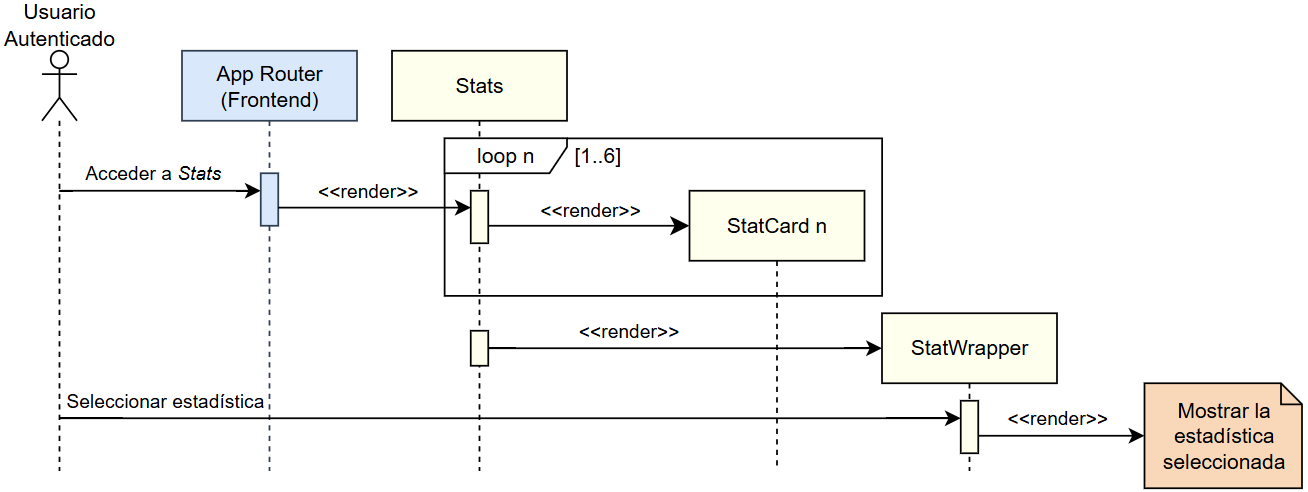 Usuario
Autenticado
App Router
(Frontend)
Stats
loop n
[1..6]
Acceder a Stats
<<render>>
<<render>>
StatCard n
<<render>>
StatWrapper
Seleccionar estadística
<<render>>
Mostrar la
estadística
seleccionada